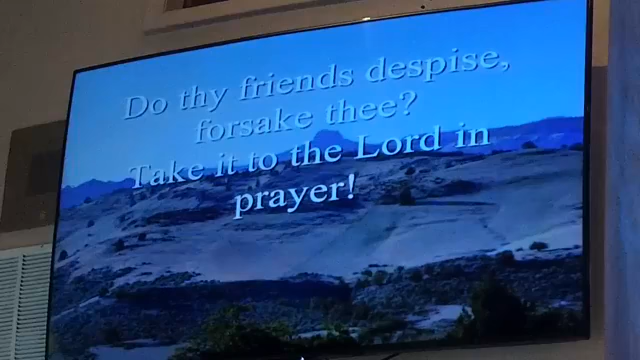 Do thy friends despise,
forsake thee?
Take it to the Lord in
prayer!